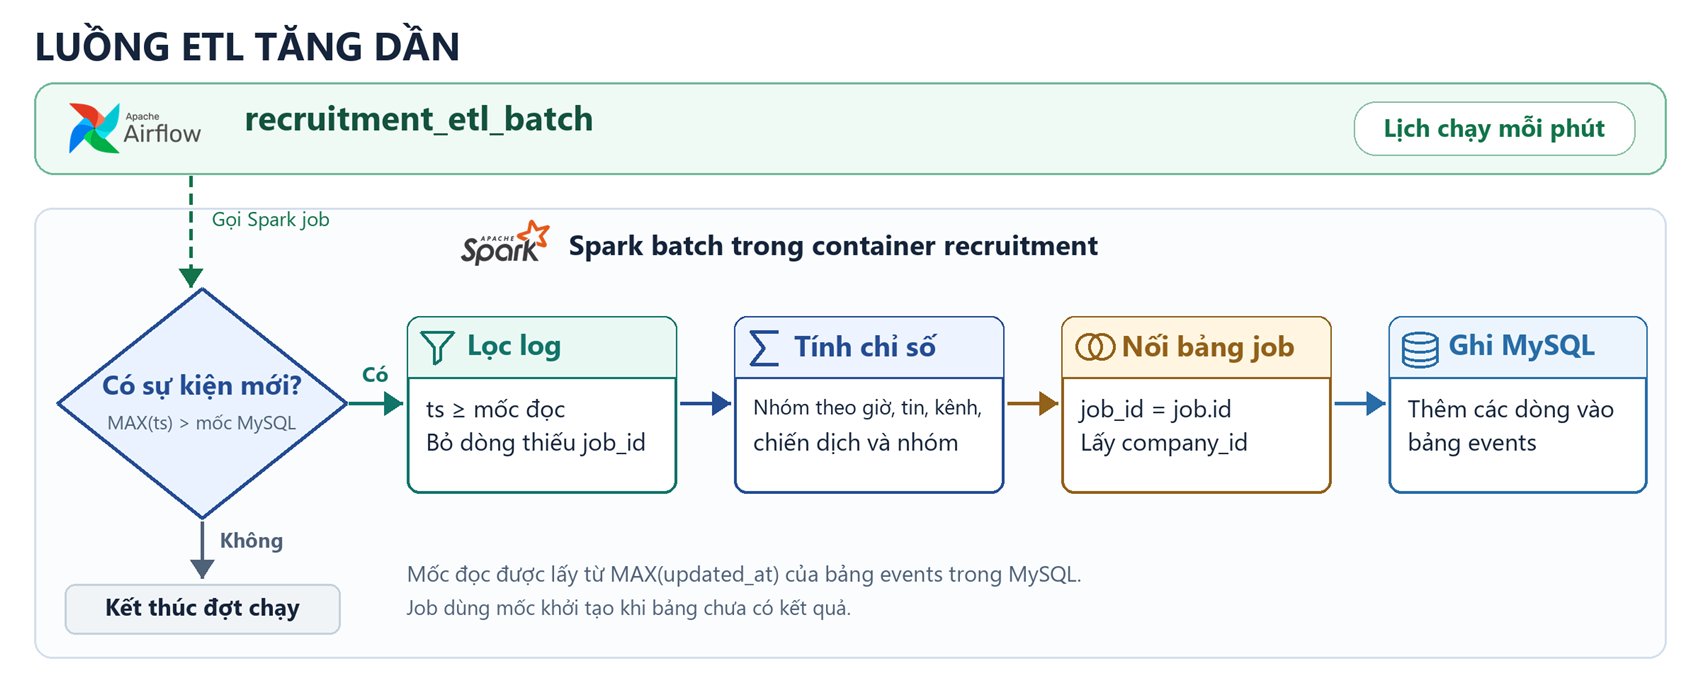 LUỒNG ETL TĂNG DẦN
Apache
Airflow
recruitment_etl_batch
Lịch chạy mỗi phút
Gọi Spark job
APACHE
Spark
Spark batch trong container recruitment
Có sự kiện mới?
MAX(ts) > mốc MySQL
Có
Lọc log
ts ≥ mốc đọc
Bỏ dòng thiếu job_id
Tính chỉ số
Nhóm theo giờ, tin, kênh,
chiến dịch và nhóm
Nối bảng job
job_id = job.id
Lấy company_id
Ghi MySQL
Thêm các dòng vào
bảng events
Không
Kết thúc đợt chạy
Mốc đọc được lấy từ MAX(updated_at) của bảng events trong MySQL.
Job dùng mốc khởi tạo khi bảng chưa có kết quả.